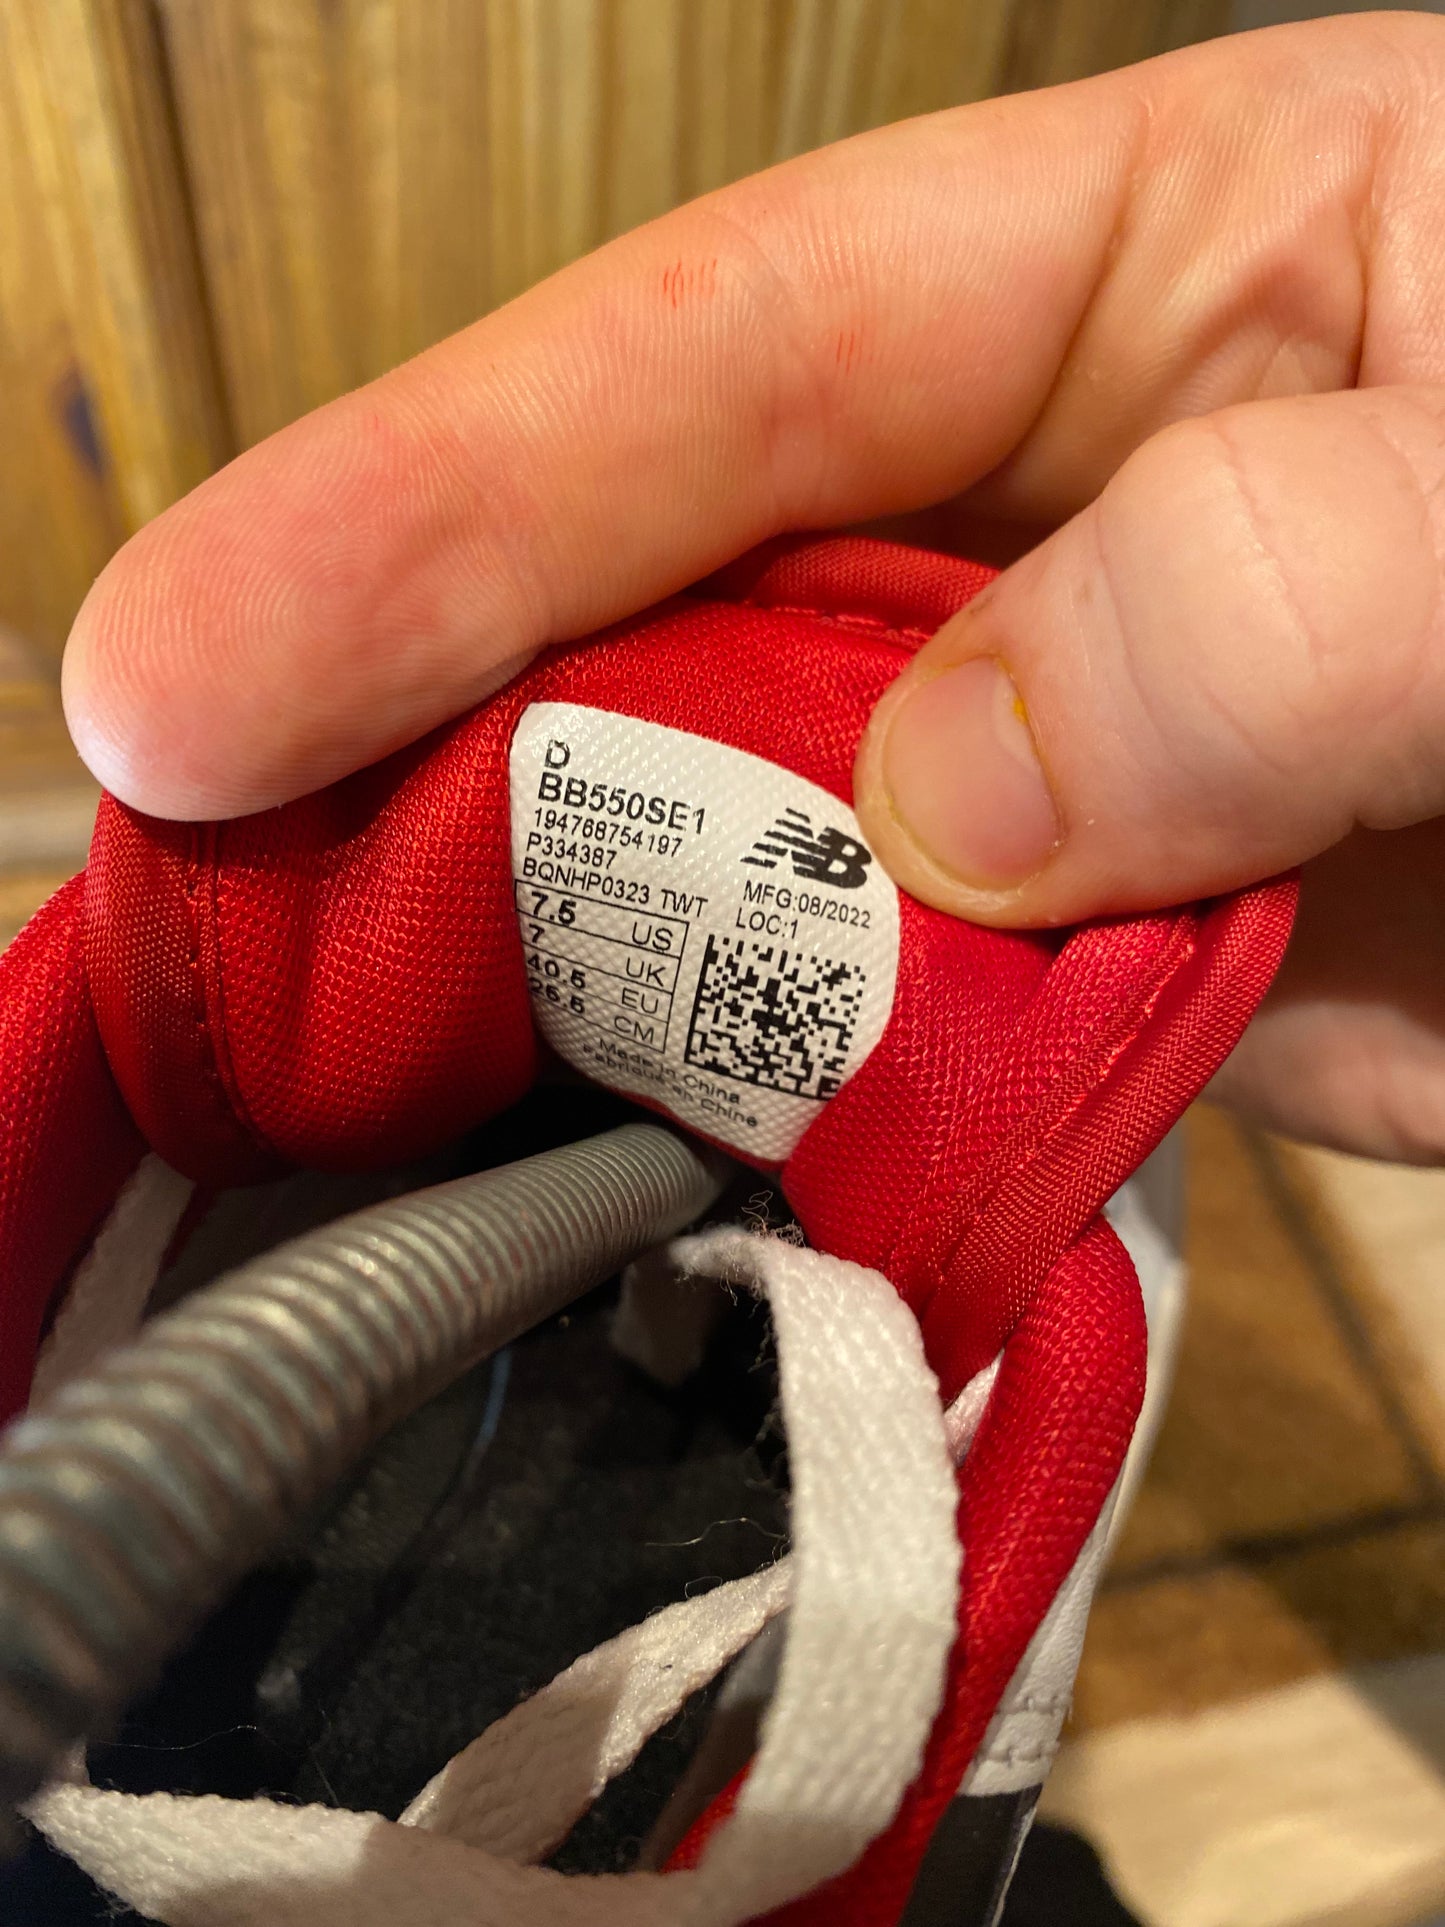 D
BB550SE1
194768754197
P334387
BQNHP0323 TWT
7.5 US
7 UK
40.5 EU
25.5 CM
NB
MFG:08/2022
LOC:1
Made in China
Fabriqué en Chine